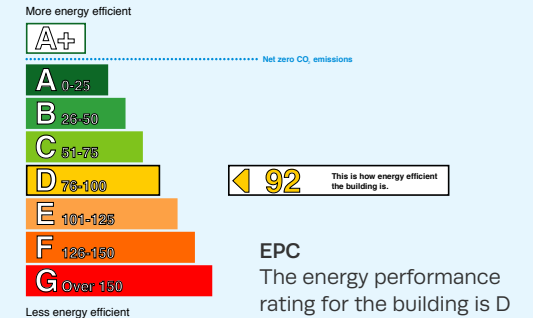 More energy efficient
A+
Net zero CO₂ emissions
A 0-25
B 26-50
C 51-75
D 76-100
92
This is how energy efficient
the building is.
E 101-125
F 126-150
G Over 150
Less energy efficient
EPC
The energy performance
rating for the building is D